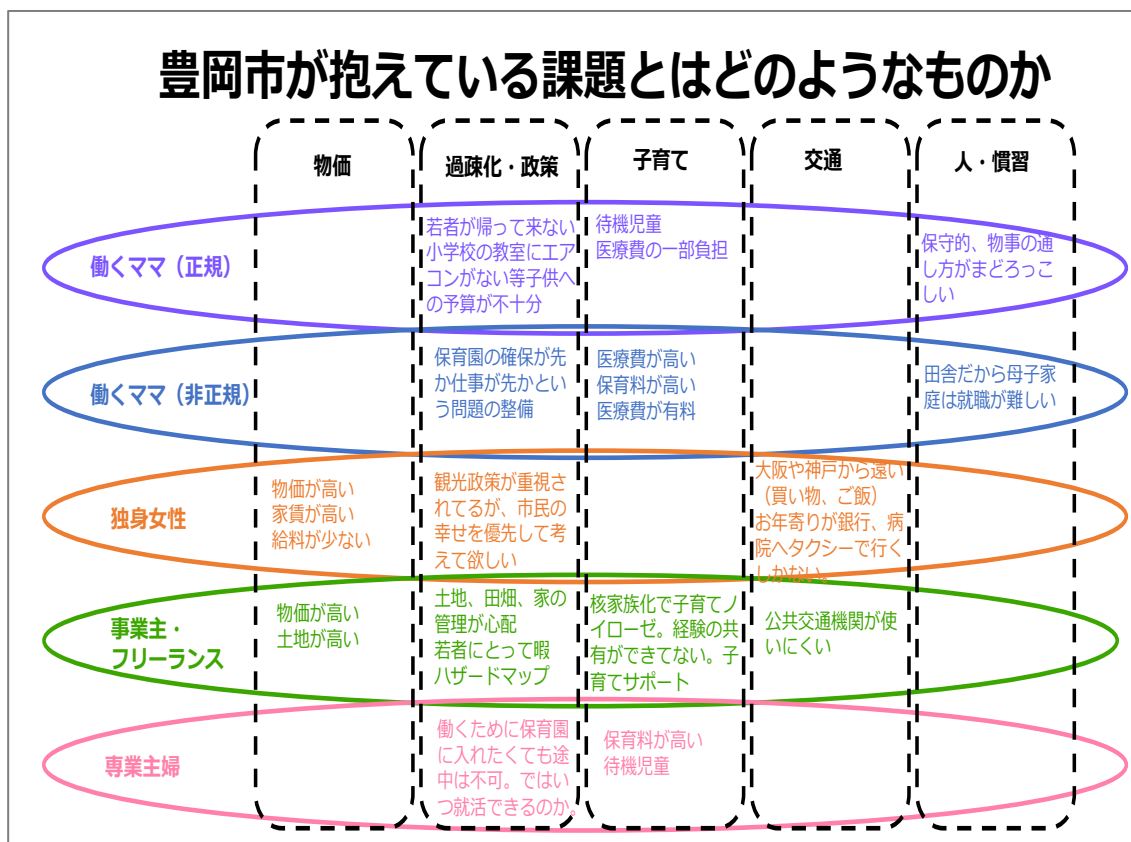 豊岡市が抱えている課題とはどのようなものか
物価
過疎化・政策
子育て
交通
人・慣習
働くママ（正規）
若者が帰って来ない
小学校の教室にエア
コンがない等子供へ
の予算が不十分
待機児童
医療費の一部負担
保守的、物事の通
し方がまどろっこ
しい
働くママ（非正規）
保育園の確保が先
か仕事が先かとい
う問題の整備
医療費が高い
保育料が高い
医療費が有料
田舎だから母子家
庭は就職が難しい
独身女性
物価が高い
家賃が高い
給料が少ない
観光政策が重視さ
れてるが、市民の
幸せを優先して考
えて欲しい
大阪や神戸から遠い
（買い物、ご飯）
お年寄りが銀行、病
院へタクシーで行く
しかない。
事業主・
フリーランス
物価が高い
土地が高い
土地、田畑、家の
管理が心配
若者にとって暇
ハザードマップ
核家族化で子育てノ
イローゼ。経験の共
有ができてない。子
育てサポート
公共交通機関が使
いにくい
専業主婦
働くために保育園
に入れたくても途
中は不可。ではい
つ就活できるのか。
保育料が高い
待機児童